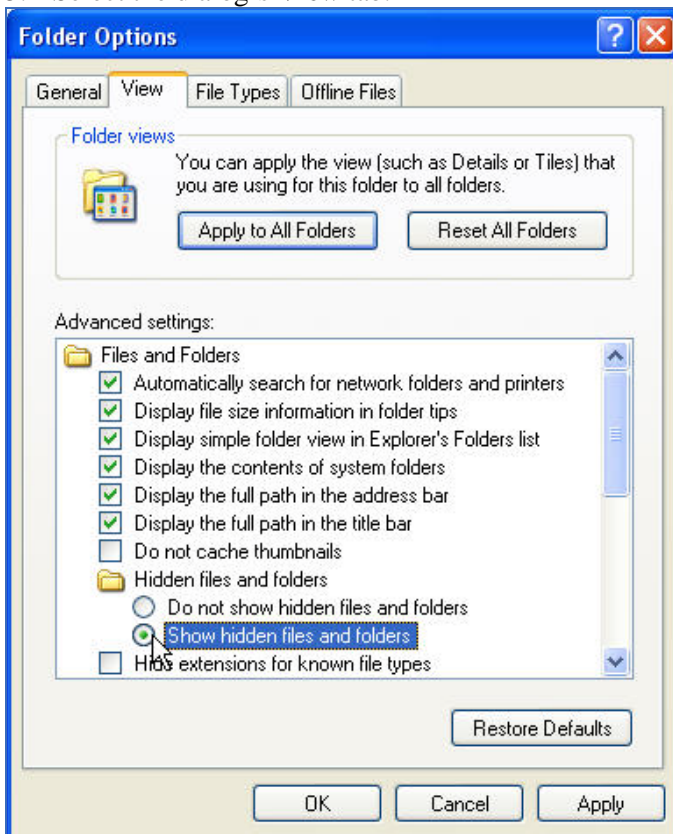 Folder Options
General View File Types Offline Files
Folder views
You can apply the view (such as Details or Tiles) that
you are using for this folder to all folders.
Apply to All Folders Reset All Folders
Advanced settings:
Files and Folders
Automatically search for network folders and printers
Display file size information in folder tips
Display simple folder view in Explorer's Folders list
Display the contents of system folders
Display the full path in the address bar
Display the full path in the title bar
Do not cache thumbnails
Hidden files and folders
Do not show hidden files and folders
Show hidden files and folders
Hide extensions for known file types
Restore Defaults
OK Cancel Apply